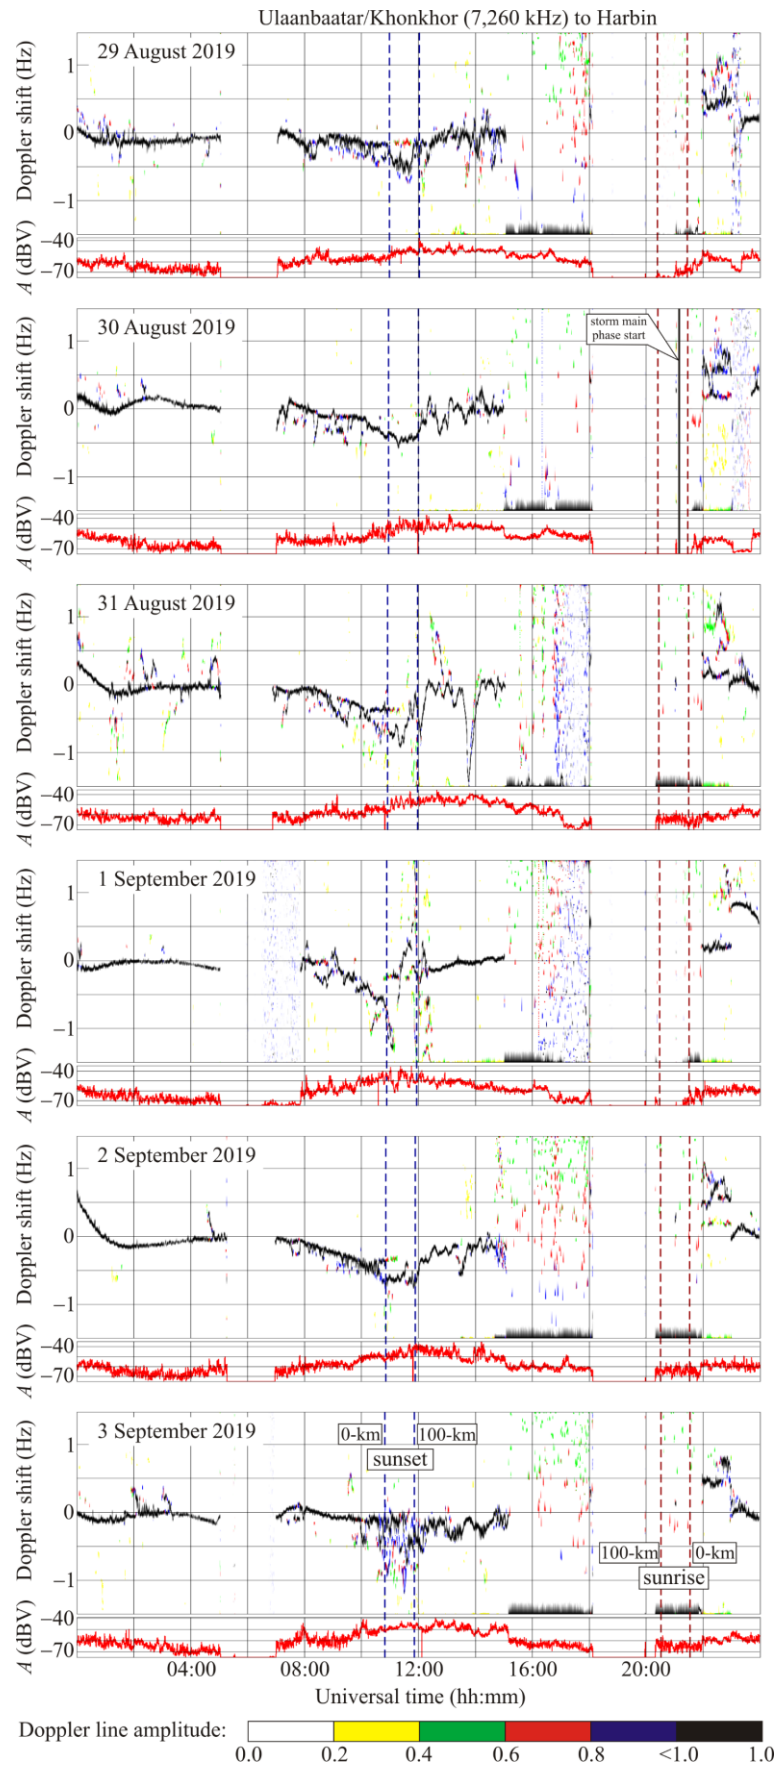 Ulaanbaatar/Khonkhor (7,260 kHz) to Harbin
29 August 2019
Doppler shift (Hz)
1
0
−1
A (dBV)
−40
−70
30 August 2019
storm main
phase start
Doppler shift (Hz)
1
0
−1
A (dBV)
−40
−70
31 August 2019
Doppler shift (Hz)
1
0
−1
A (dBV)
−40
−70
1 September 2019
Doppler shift (Hz)
1
0
−1
A (dBV)
−40
−70
2 September 2019
Doppler shift (Hz)
1
0
−1
A (dBV)
−40
−70
3 September 2019
0-km 100-km
sunset
Doppler shift (Hz)
1
0
−1
100-km 0-km
sunrise
A (dBV)
−40
−70
04:00 08:00 12:00 16:00 20:00
Universal time (hh:mm)
Doppler line amplitude:
0.0 0.2 0.4 0.6 0.8 <1.0 1.0